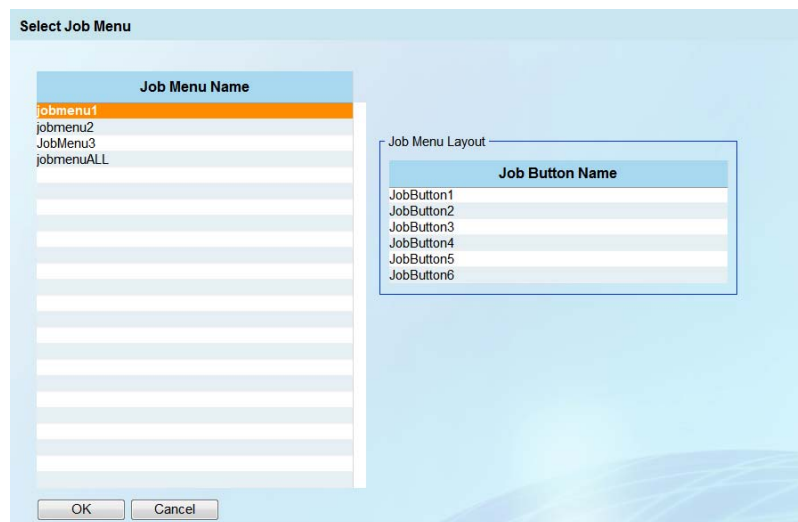 Select Job Menu
Job Menu Name
jobmenu1
jobmenu2
JobMenu3
jobmenuALL
Job Menu Layout
Job Button Name
JobButton1
JobButton2
JobButton3
JobButton4
JobButton5
JobButton6
OK
Cancel